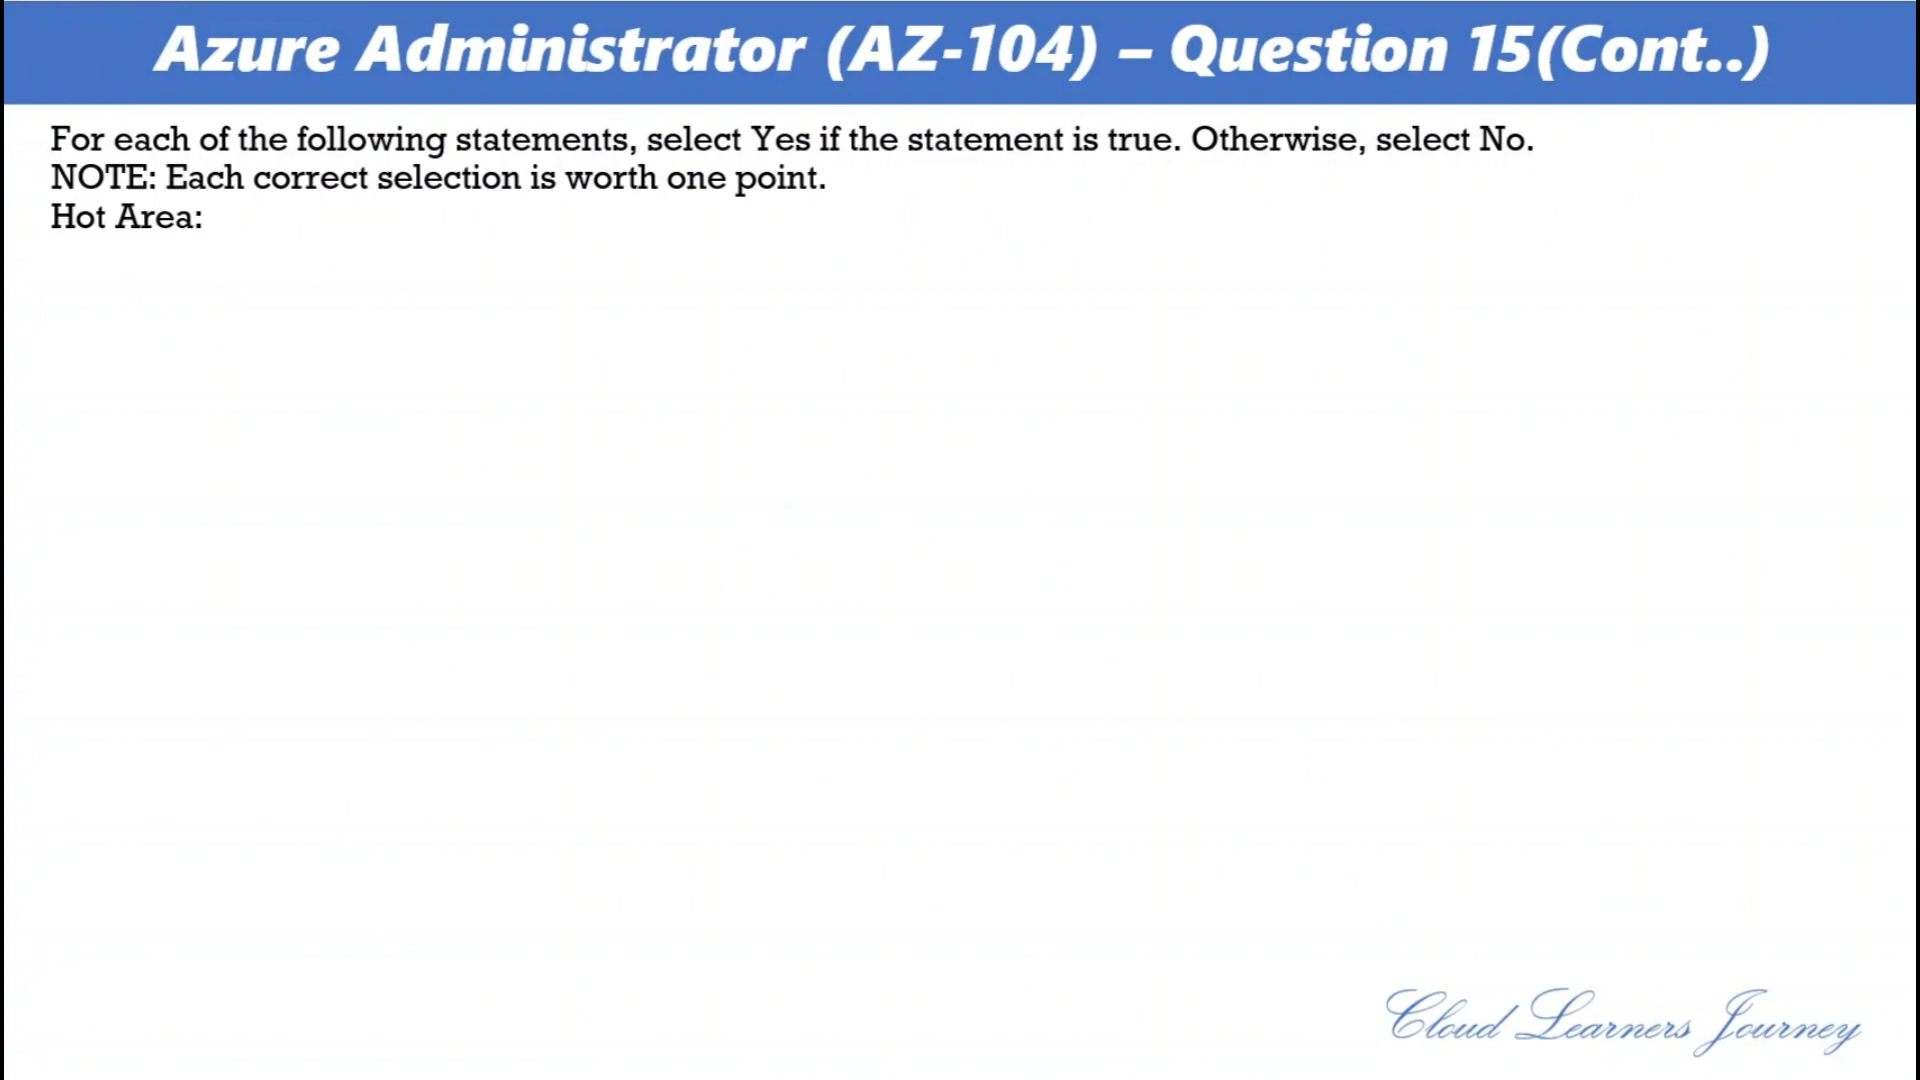 Azure Administrator (AZ-104) – Question 15(Cont..)
For each of the following statements, select Yes if the statement is true. Otherwise, select No.
NOTE: Each correct selection is worth one point.
Hot Area:
Cloud Learners Journey